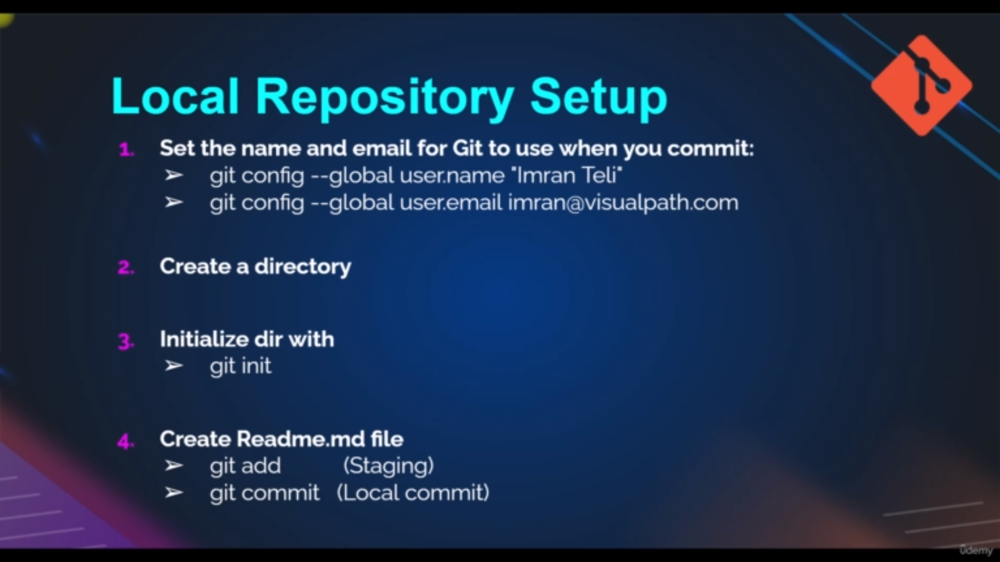 Local Repository Setup
1. Set the name and email for Git to use when you commit:
➢ git config --global user.name "Imran Teli"
➢ git config --global user.email imran@visualpath.com
2. Create a directory
3. Initialize dir with
➢ git init
4. Create Readme.md file
➢ git add (Staging)
➢ git commit (Local commit)
ûdemy